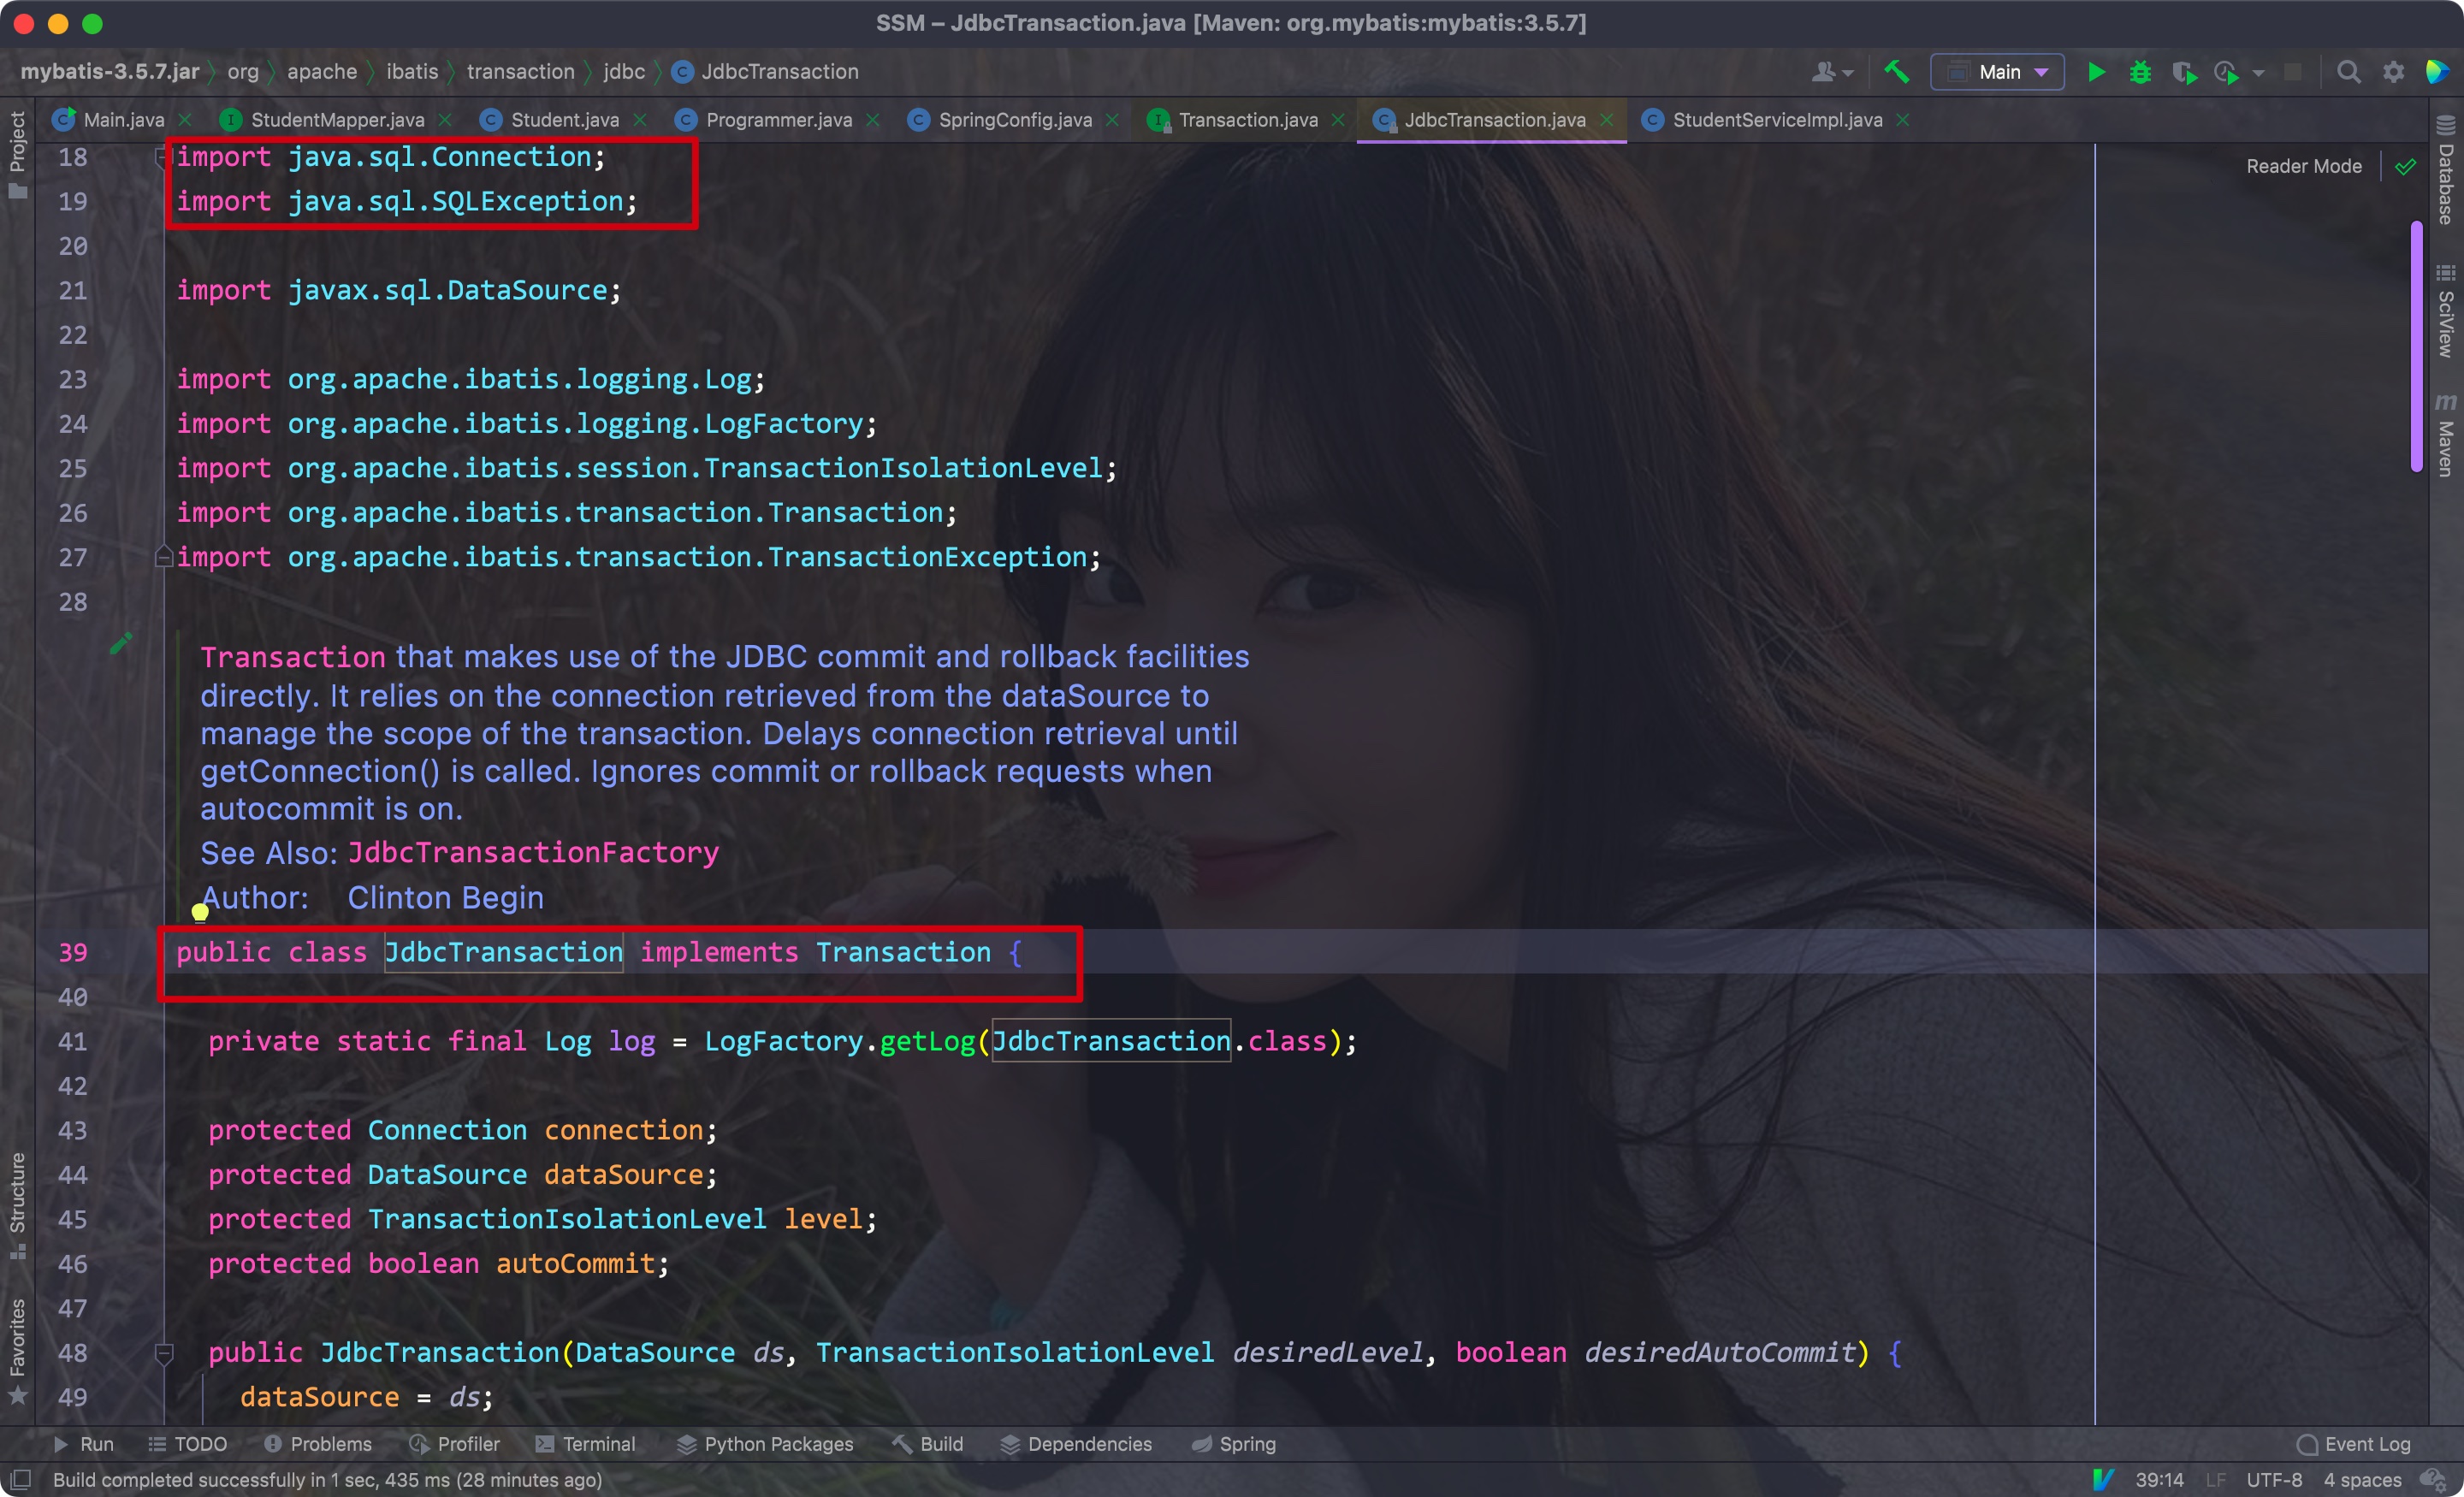 SSM – JdbcTransaction.java [Maven: org.mybatis:mybatis:3.5.7]
mybatis-3.5.7.jar org apache ibatis transaction jdbc C JdbcTransaction Main
C Main.java I StudentMapper.java C Student.java C Programmer.java C SpringConfig.java I Transaction.java C JdbcTransaction.java C StudentServiceImpl.java
Project
Structure
Favorites
Reader Mode
Database
SciView
m Maven
18 import java.sql.Connection;
19 import java.sql.SQLException;
20
21 import javax.sql.DataSource;
22
23 import org.apache.ibatis.logging.Log;
24 import org.apache.ibatis.logging.LogFactory;
25 import org.apache.ibatis.session.TransactionIsolationLevel;
26 import org.apache.ibatis.transaction.Transaction;
27 import org.apache.ibatis.transaction.TransactionException;
28
Transaction that makes use of the JDBC commit and rollback facilities
directly. It relies on the connection retrieved from the dataSource to
manage the scope of the transaction. Delays connection retrieval until
getConnection() is called. Ignores commit or rollback requests when
autocommit is on.
See Also: JdbcTransactionFactory
Author: Clinton Begin
39 public class JdbcTransaction implements Transaction {
40
41 private static final Log log = LogFactory.getLog(JdbcTransaction.class);
42
43 protected Connection connection;
44 protected DataSource dataSource;
45 protected TransactionIsolationLevel level;
46 protected boolean autoCommit;
47
48 public JdbcTransaction(DataSource ds, TransactionIsolationLevel desiredLevel, boolean desiredAutoCommit) {
49 dataSource = ds;
Run TODO Problems Profiler Terminal Python Packages Build Dependencies Spring Event Log
Build completed successfully in 1 sec, 435 ms (28 minutes ago) 39:14 LF UTF-8 4 spaces